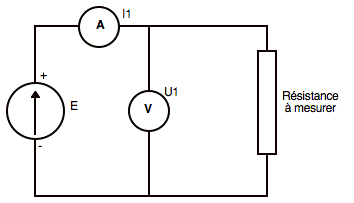 I1
A
+
E
-
U1
V
Résistance
à mesurer